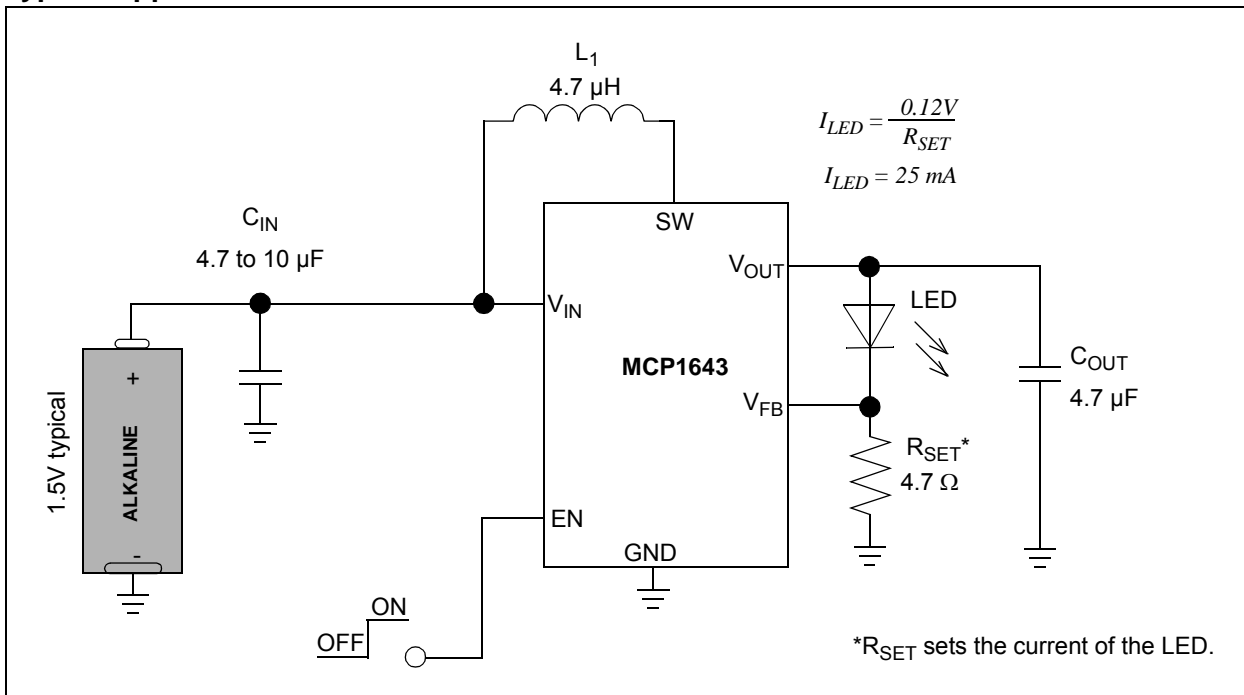 L1
4.7 µH
ILED = 0.12V / RSET
ILED = 25 mA
CIN
4.7 to 10 µF
SW
VOUT
LED
VIN
MCP1643
COUT
4.7 µF
VFB
RSET*
4.7 Ω
1.5V typical
+
ALKALINE
-
EN
GND
ON
OFF
*RSET sets the current of the LED.